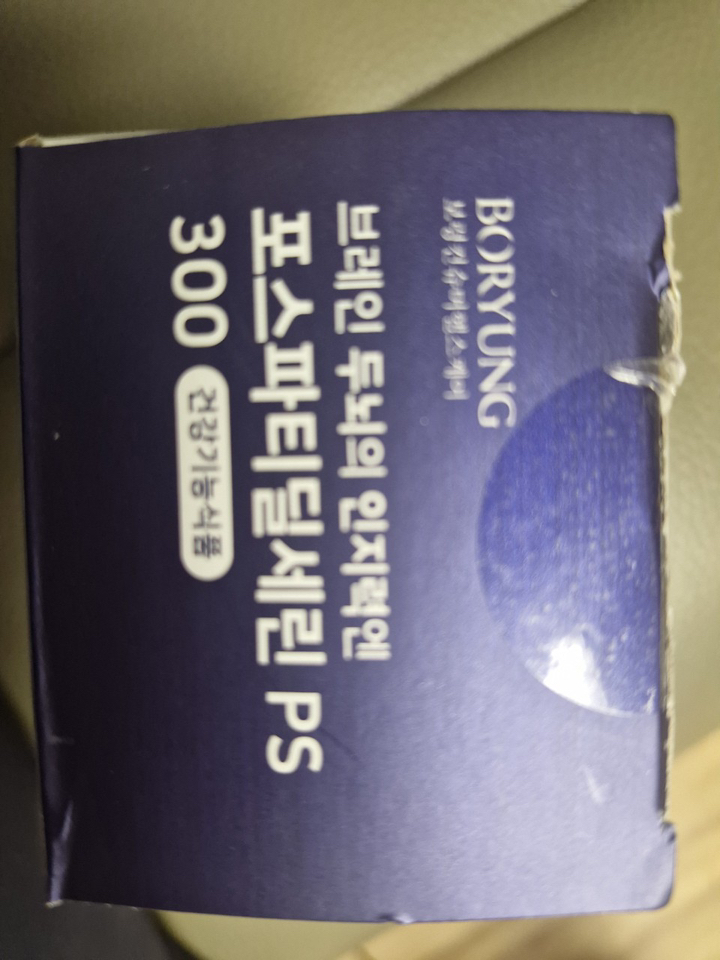 BORYUNG
보령컨슈머헬스케어
브레인 두뇌의 인지력엔
포스파티딜세린 PS
300 건강기능식품